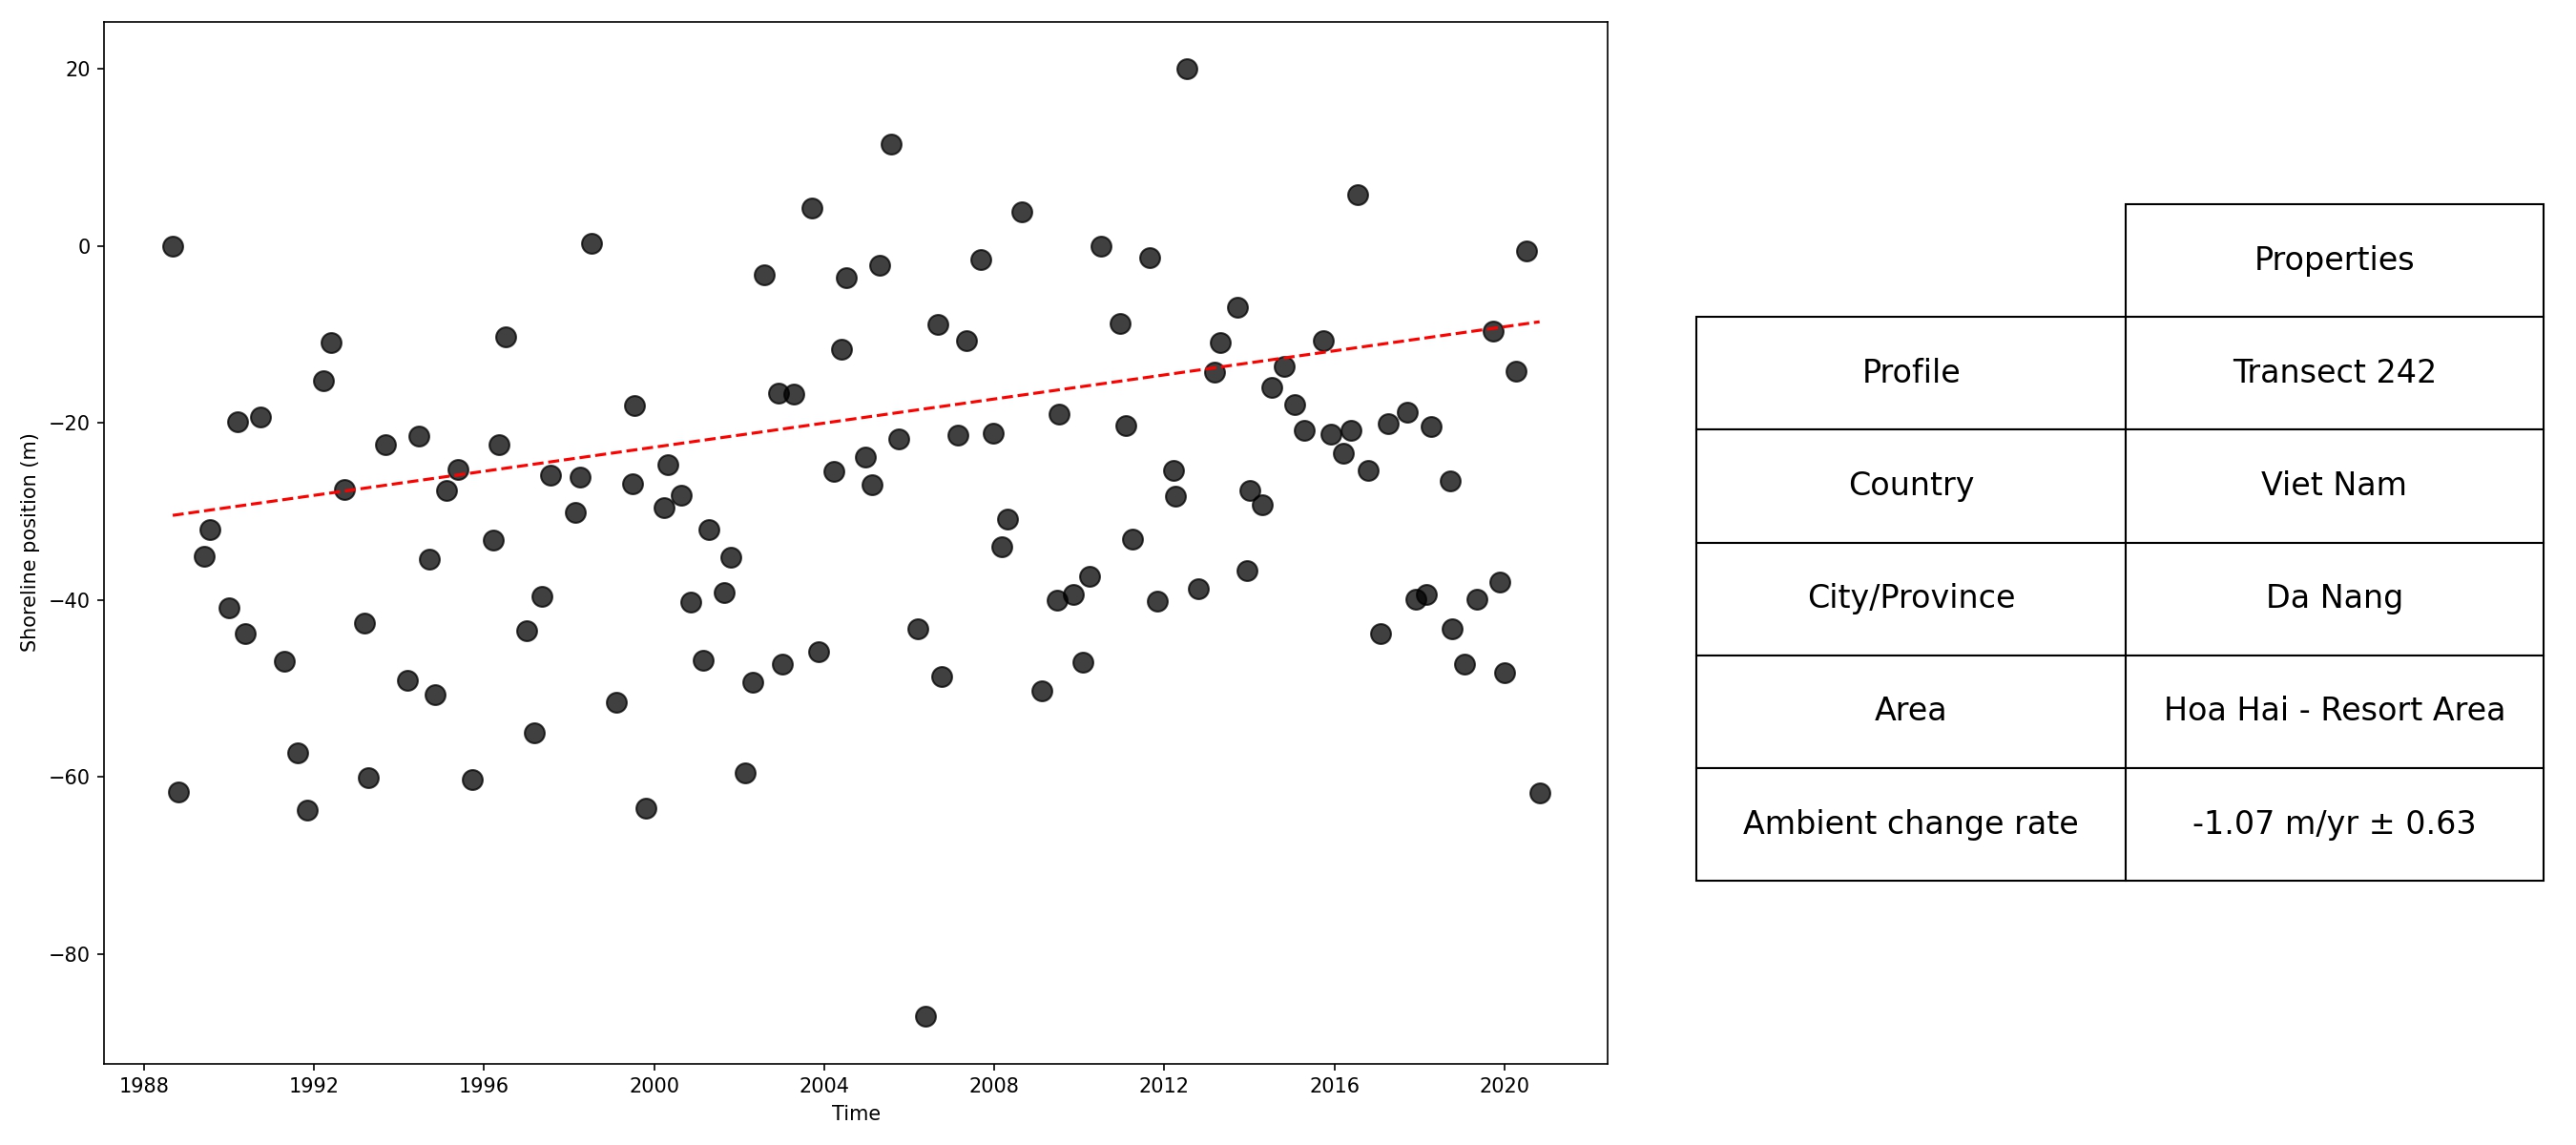 20
0
−20
−40
−60
−80
Shoreline position (m)
1988 1992 1996 2000 2004 2008 2012 2016 2020
Time
Properties
Profile Transect 242
Country Viet Nam
City/Province Da Nang
Area Hoa Hai - Resort Area
Ambient change rate -1.07 m/yr ± 0.63